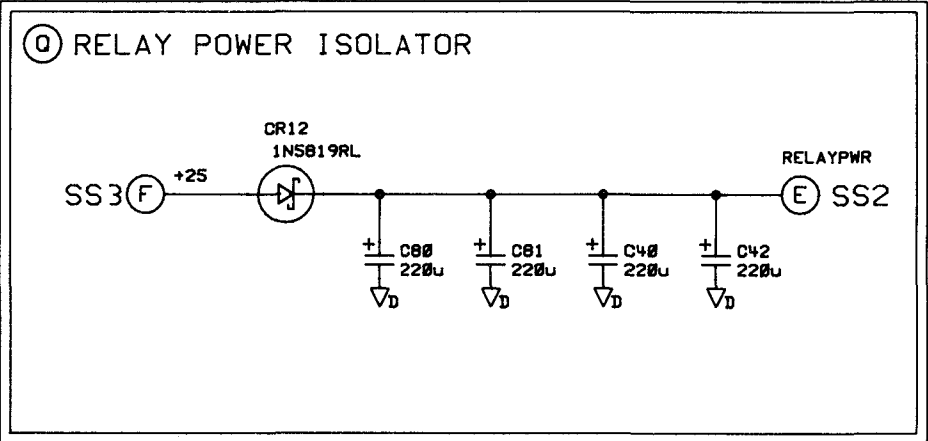 Q RELAY POWER ISOLATOR
CR12
1N5819RL
RELAYPWR
SS3 F +25
E SS2
+ C80
220u
D
+ C81
220u
D
+ C40
220u
D
+ C42
220u
D